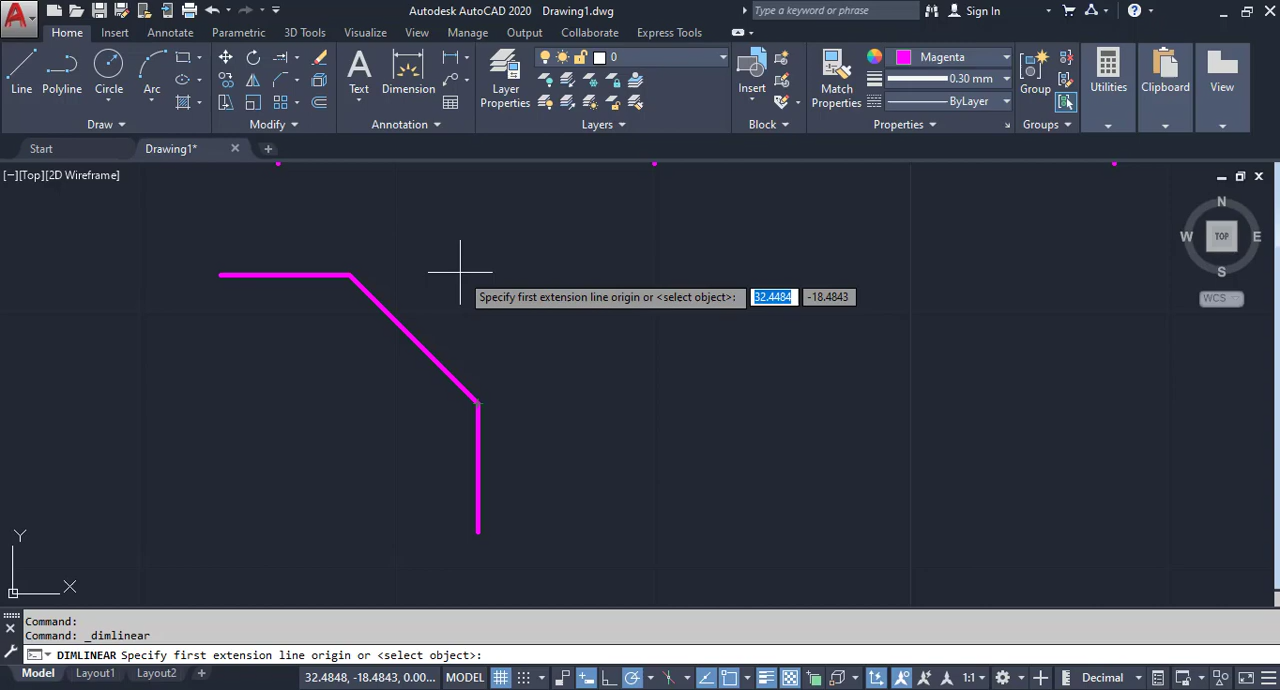 Autodesk AutoCAD 2020 Drawing1.dwg
Type a keyword or phrase
Sign In
Home Insert Annotate Parametric 3D Tools Visualize View Manage Output Collaborate Express Tools
Line Polyline Circle Arc
Text Dimension
Layer
Properties
0
Insert
Match
Properties
Magenta
0.30 mm
ByLayer
Group
Utilities Clipboard View
Draw Modify Annotation Layers Block Properties Groups
Start Drawing1*
[−][Top][2D Wireframe]
N
W TOP E
S
WCS
Specify first extension line origin or <select object>: 32.4484 -18.4843
Y
X
Command:
Command: _dimlinear
DIMLINEAR Specify first extension line origin or <select object>:
Model Layout1 Layout2 32.4848, -18.4843, 0.00... MODEL 1:1 Decimal